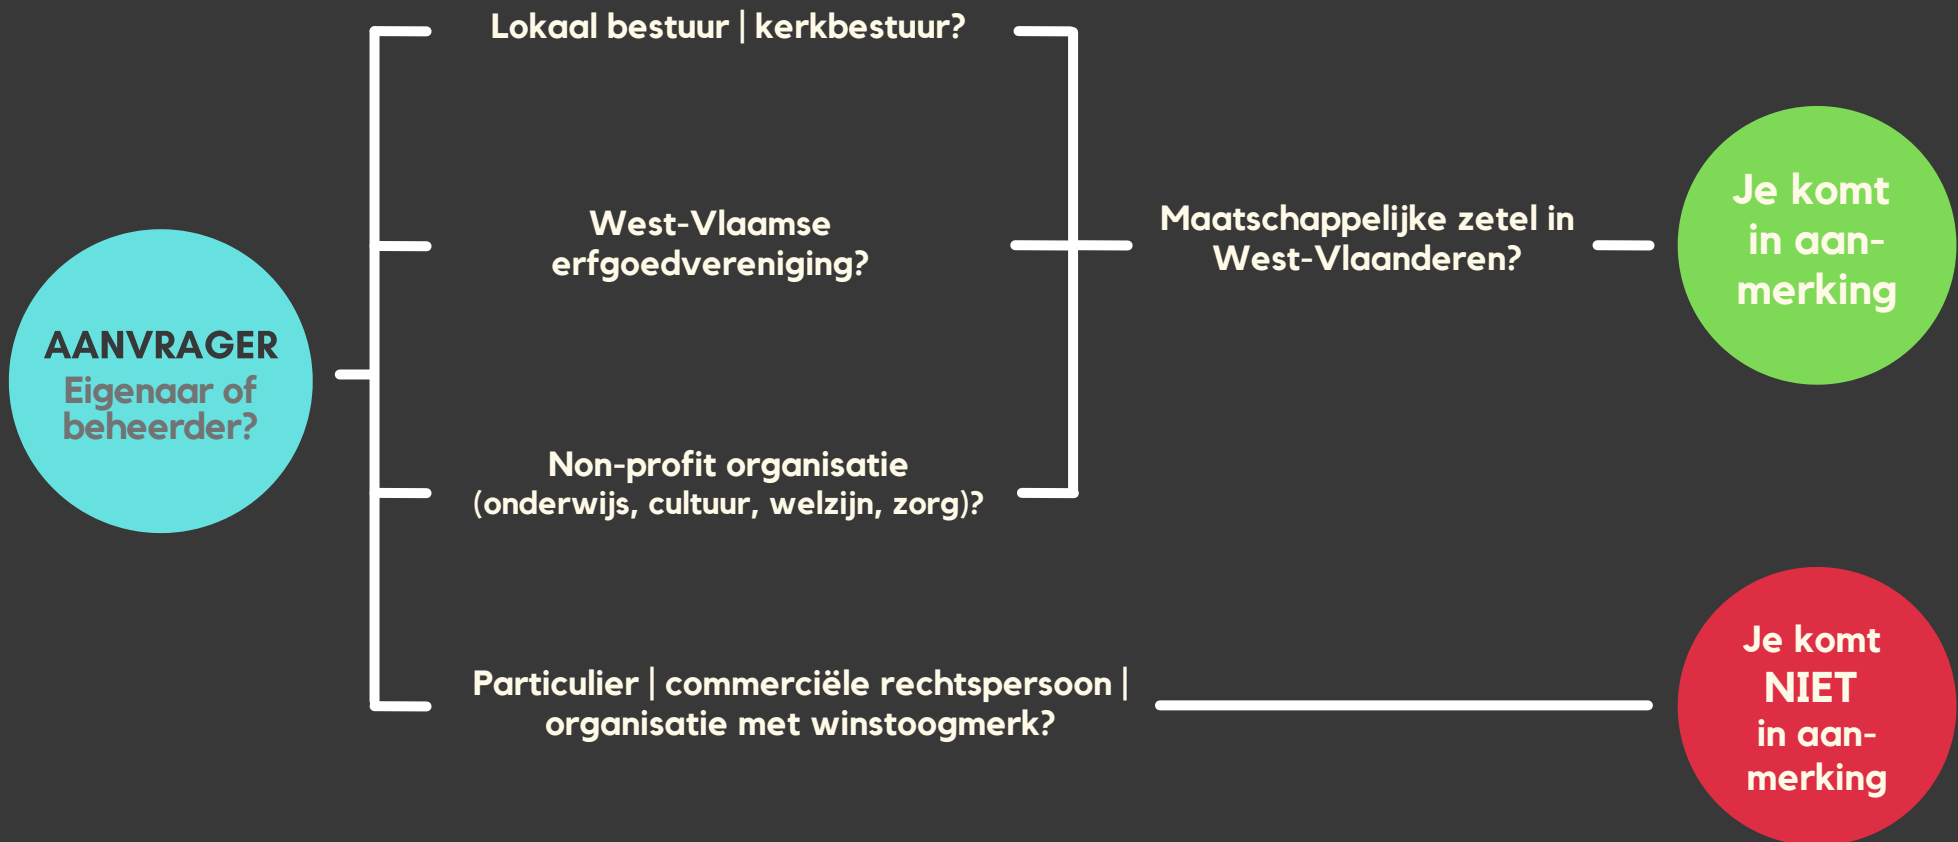 AANVRAGER
Eigenaar of
beheerder?
Lokaal bestuur | kerkbestuur?
West-Vlaamse
erfgoedvereniging?
Non-profit organisatie
(onderwijs, cultuur, welzijn, zorg)?
Particulier | commerciële rechtspersoon |
organisatie met winstoogmerk?
Maatschappelijke zetel in
West-Vlaanderen?
Je komt
in aan-
merking
Je komt
NIET
in aan-
merking